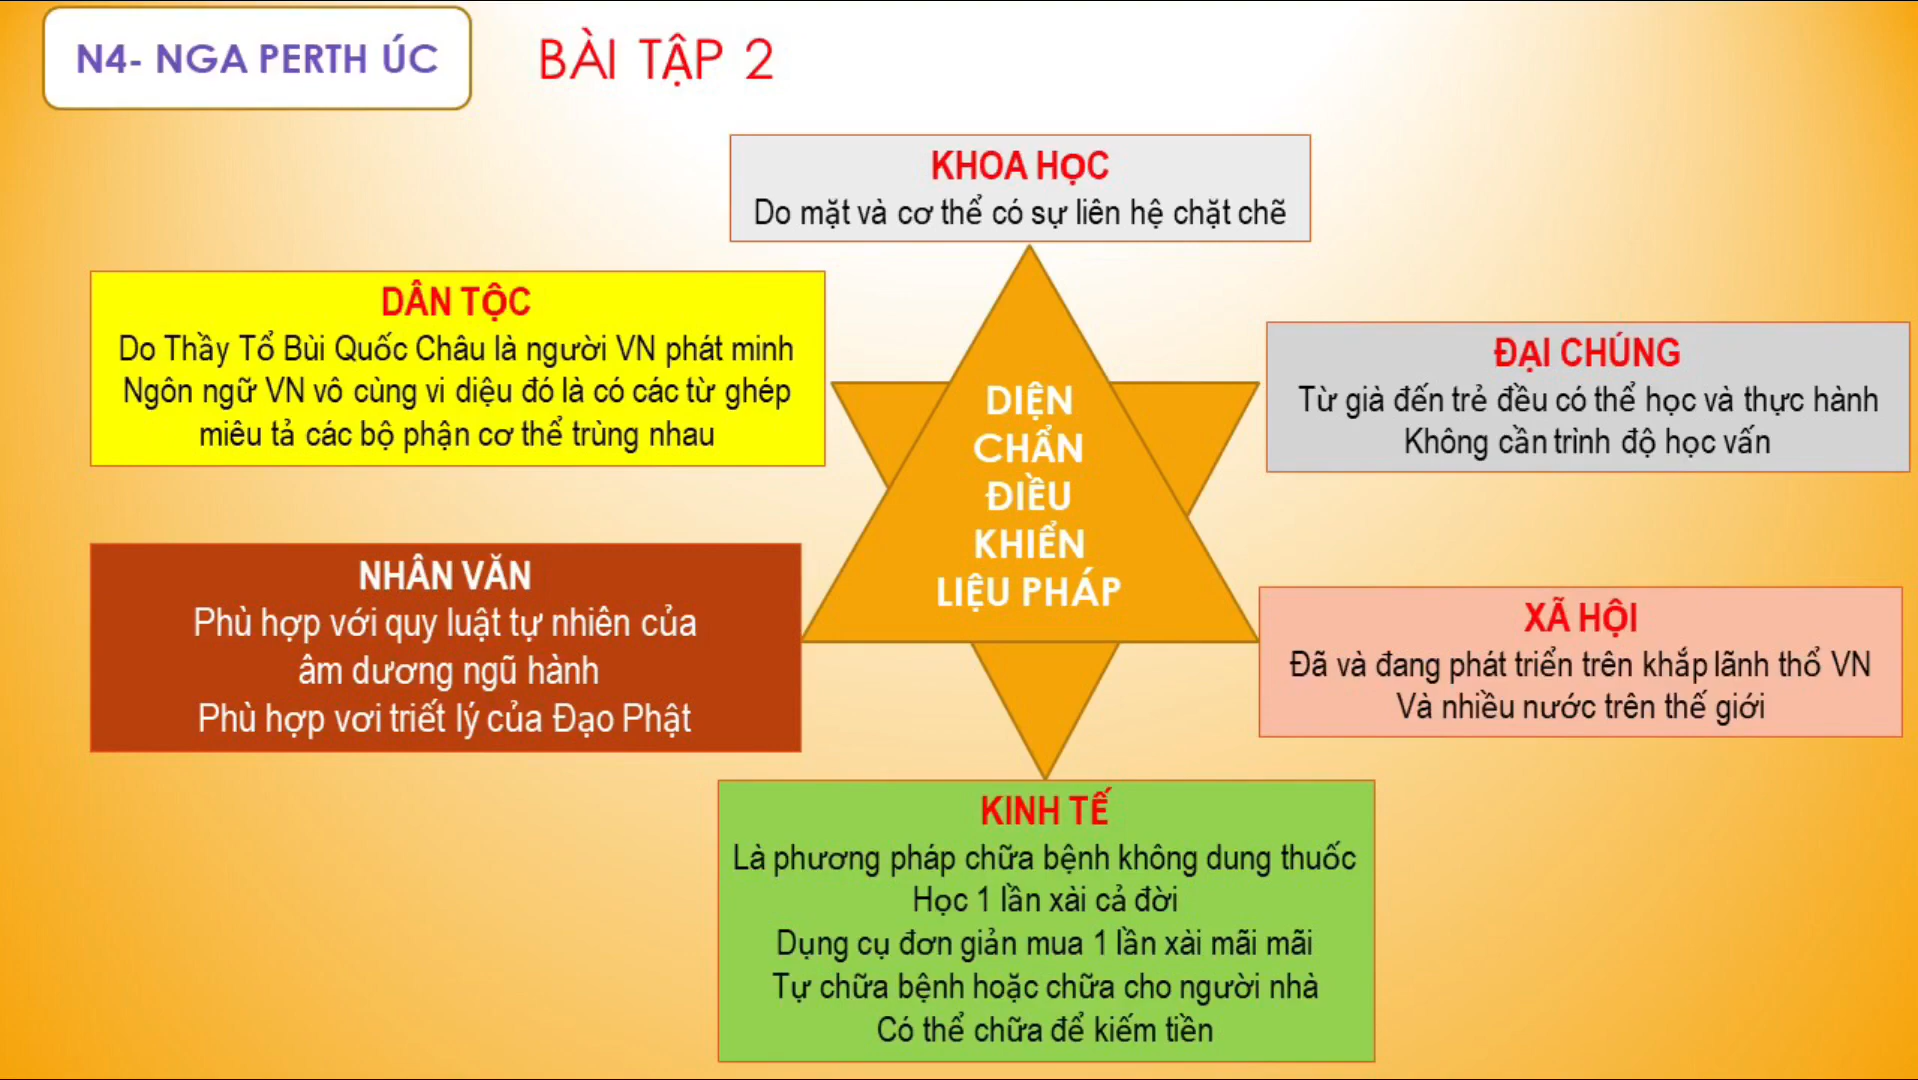 N4- NGA PERTH ÚC
BÀI TẬP 2
KHOA HỌC
Do mặt và cơ thể có sự liên hệ chặt chẽ
DÂN TỘC
Do Thầy Tổ Bùi Quốc Châu là người VN phát minh
Ngôn ngữ VN vô cùng vi diệu đó là có các từ ghép
miêu tả các bộ phận cơ thể trùng nhau
ĐẠI CHÚNG
Từ già đến trẻ đều có thể học và thực hành
Không cần trình độ học vấn
DIỆN
CHẨN
ĐIỀU
KHIỂN
LIỆU PHÁP
NHÂN VĂN
Phù hợp với quy luật tự nhiên của
âm dương ngũ hành
Phù hợp vơi triết lý của Đạo Phật
XÃ HỘI
Đã và đang phát triển trên khắp lãnh thổ VN
Và nhiều nước trên thế giới
KINH TẾ
Là phương pháp chữa bệnh không dung thuốc
Học 1 lần xài cả đời
Dụng cụ đơn giản mua 1 lần xài mãi mãi
Tự chữa bệnh hoặc chữa cho người nhà
Có thể chữa để kiếm tiền